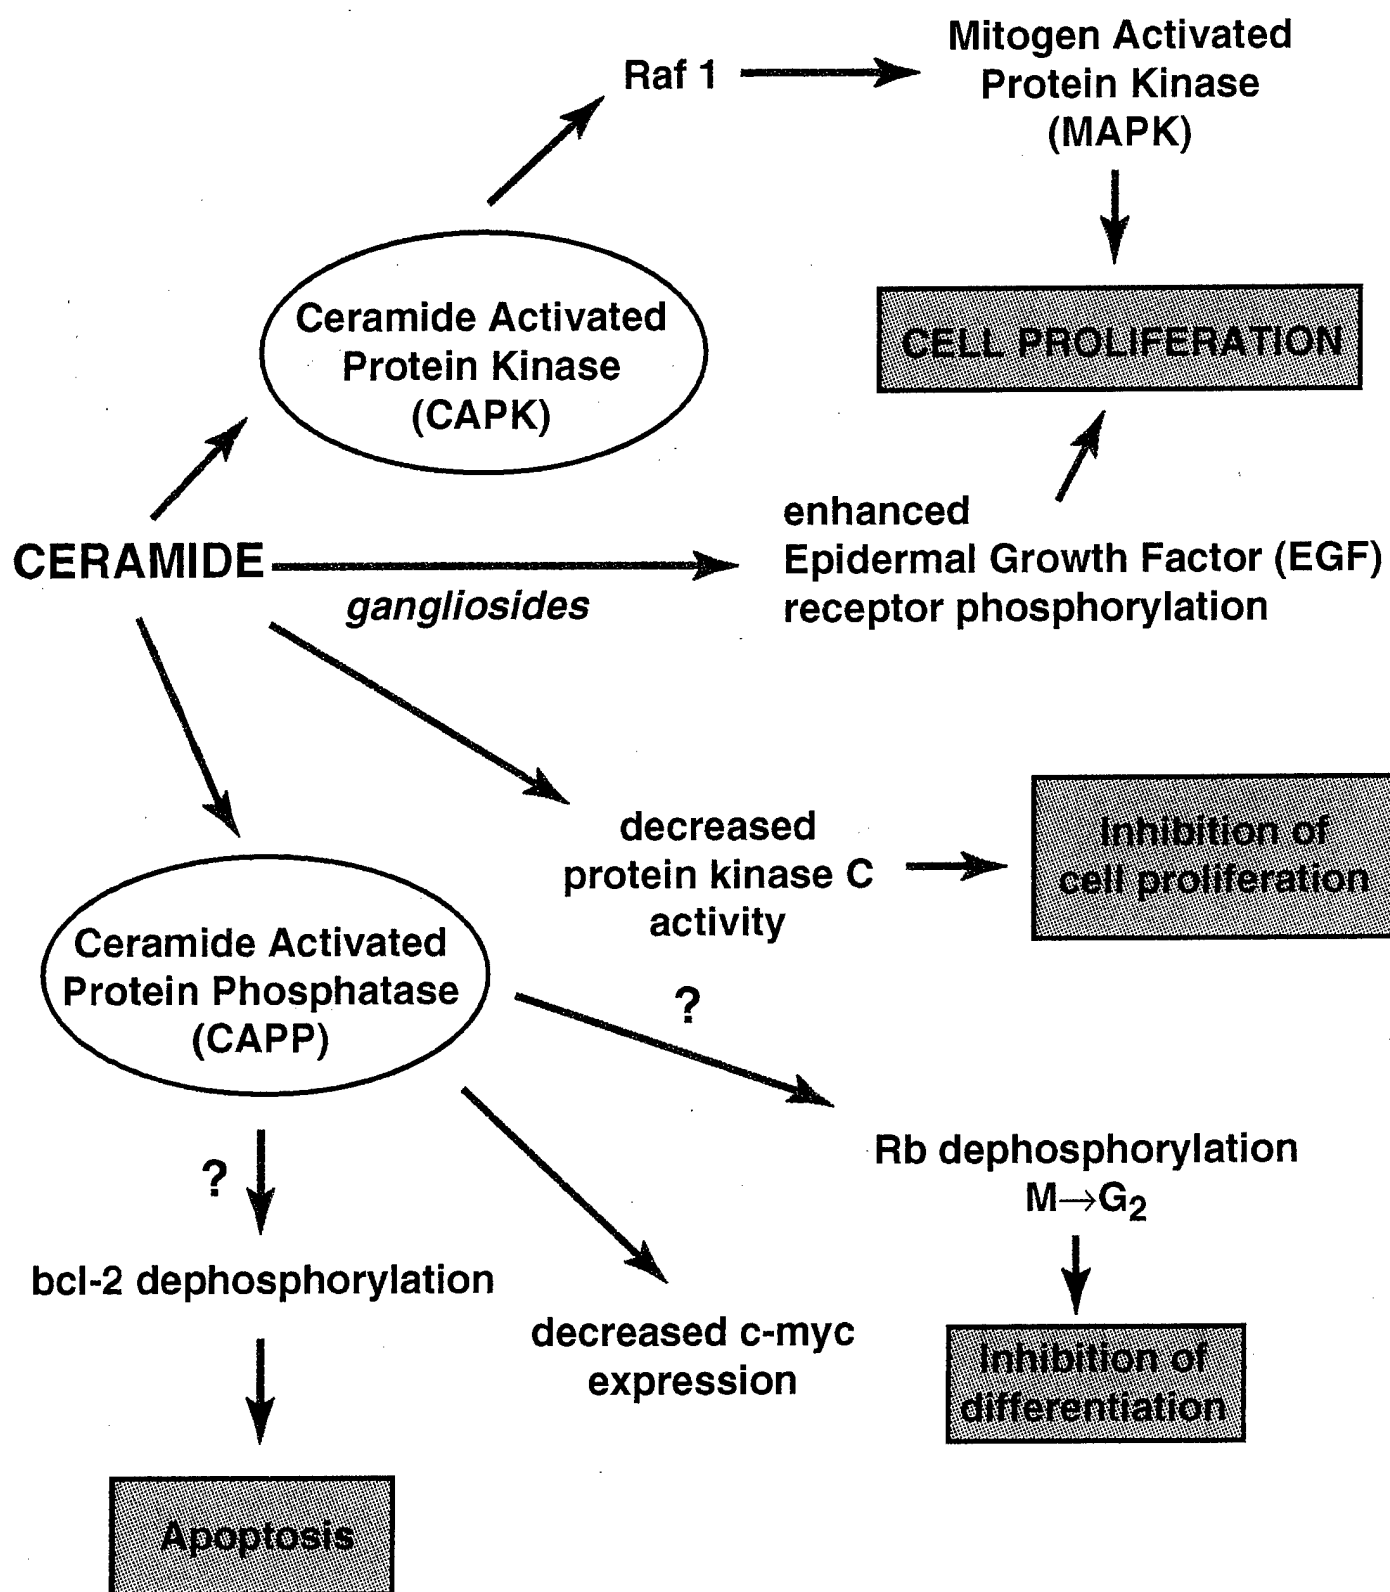 Raf 1
Mitogen Activated
Protein Kinase
(MAPK)
Ceramide Activated
Protein Kinase
(CAPK)
CELL PROLIFERATION
CERAMIDE
gangliosides
enhanced
Epidermal Growth Factor (EGF)
receptor phosphorylation
decreased
protein kinase C
activity
Inhibition of
cell proliferation
Ceramide Activated
Protein Phosphatase
(CAPP)
?
?
Rb dephosphorylation
M→G₂
bcl-2 dephosphorylation
decreased c-myc
expression
Inhibition of
differentiation
Apoptosis